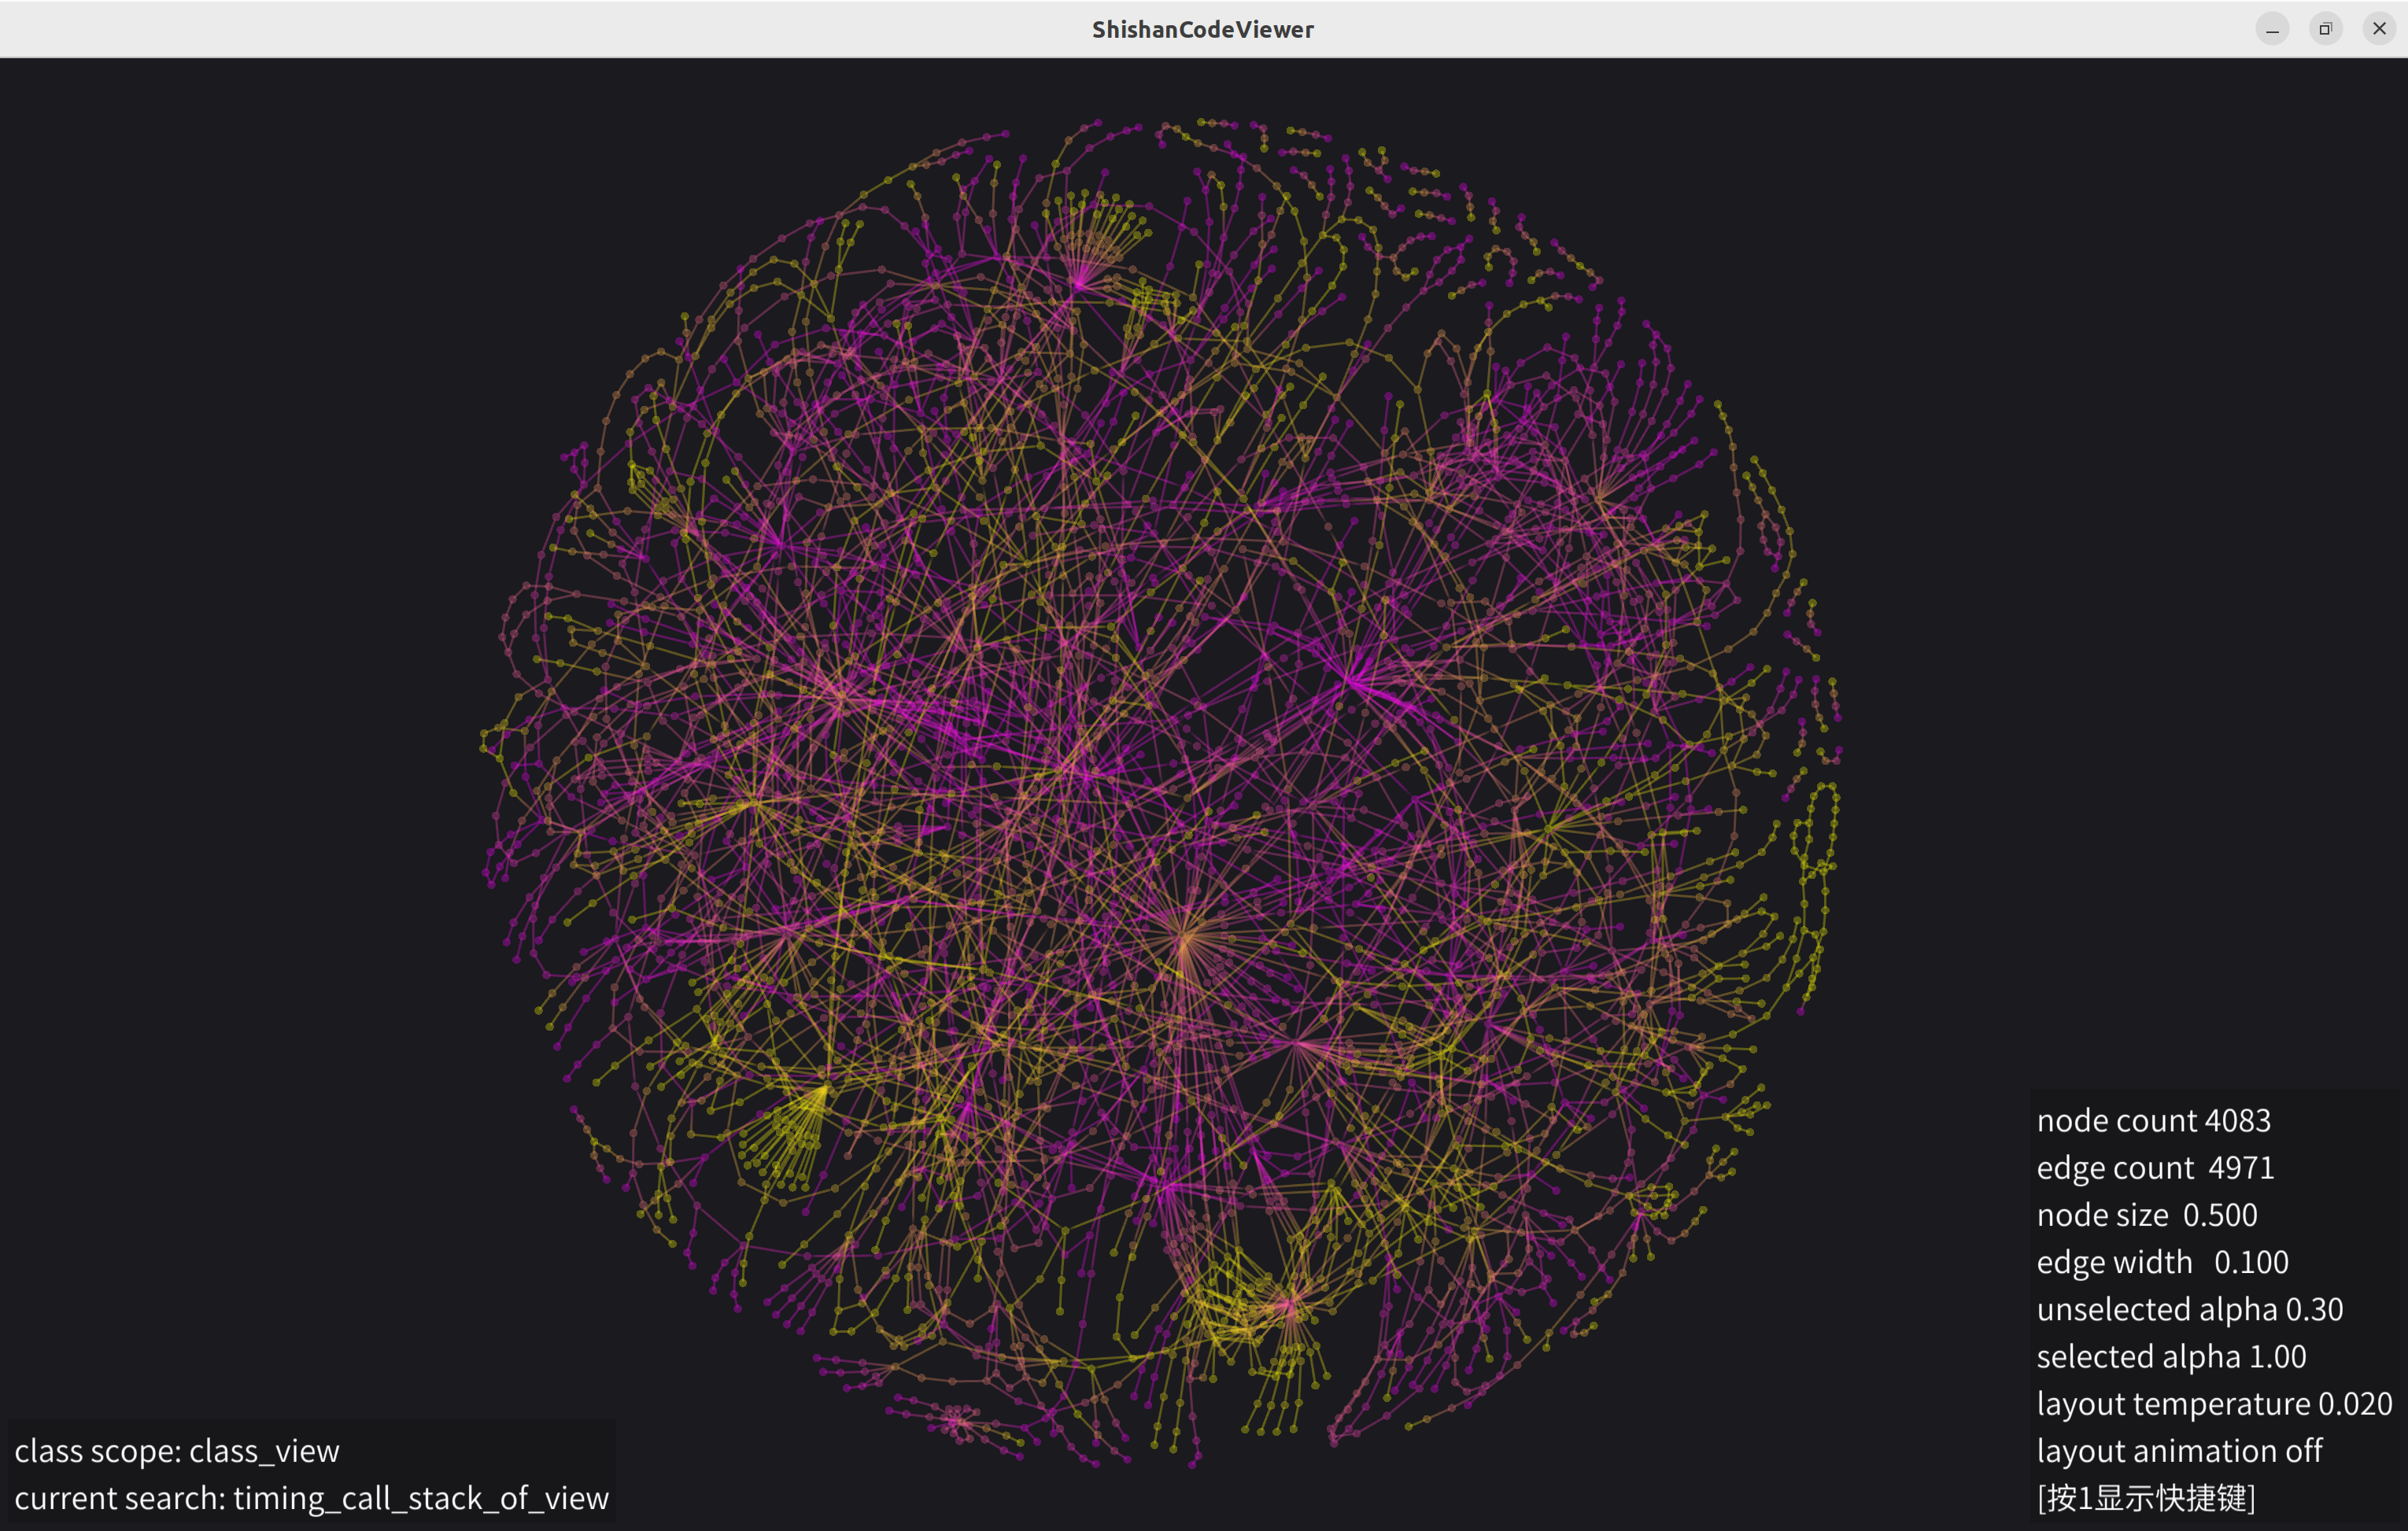 ShishanCodeViewer
node count 4083
edge count 4971
node size 0.500
edge width 0.100
unselected alpha 0.30
selected alpha 1.00
layout temperature 0.020
layout animation off
[按1显示快捷键]
class scope: class_view
current search: timing_call_stack_of_view